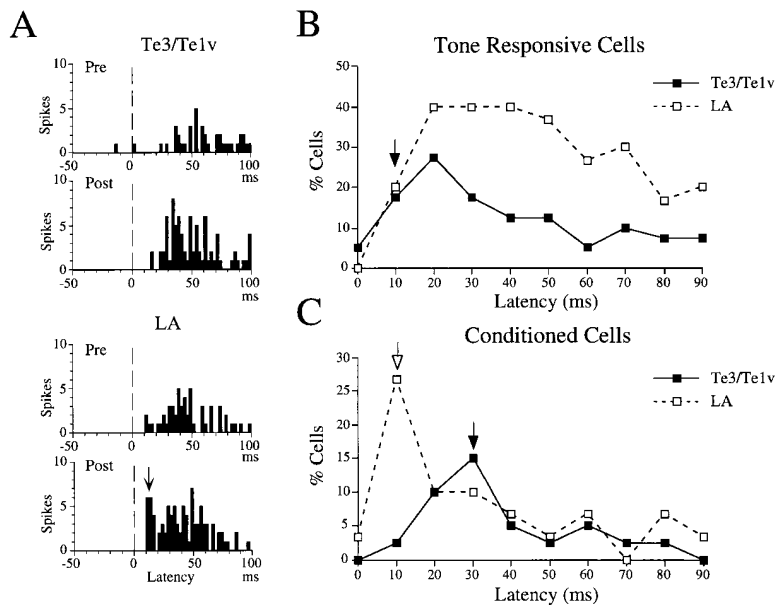 A
Te3/Te1v
Pre
Spikes
10
5
0
-50
0
50
100
ms
Post
Spikes
10
5
0
-50
0
50
100
ms
LA
Pre
Spikes
10
5
0
-50
0
50
100
ms
Post
Spikes
10
5
0
-50
0
50
100
Latency
ms
B
Tone Responsive Cells
Te3/Te1v
LA
% Cells
50
40
30
20
10
0
0 10 20 30 40 50 60 70 80 90
Latency (ms)
C
Conditioned Cells
Te3/Te1v
LA
% Cells
30
25
20
15
10
5
0
0 10 20 30 40 50 60 70 80 90
Latency (ms)